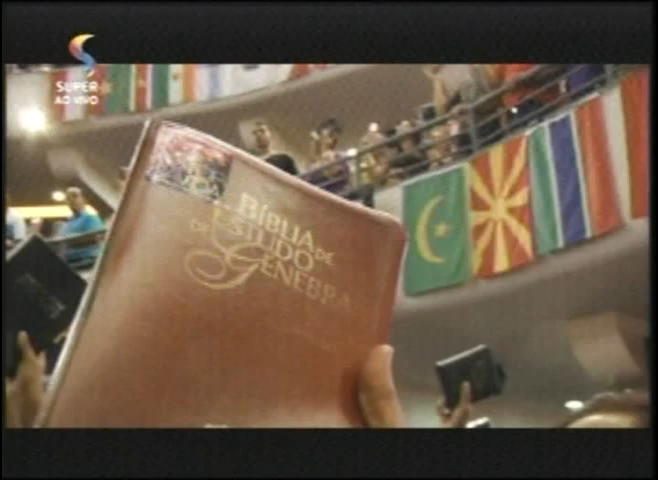 SUPER
AO VIVO
BÍBLIA DE
DE ESTUDO
GENEBRA